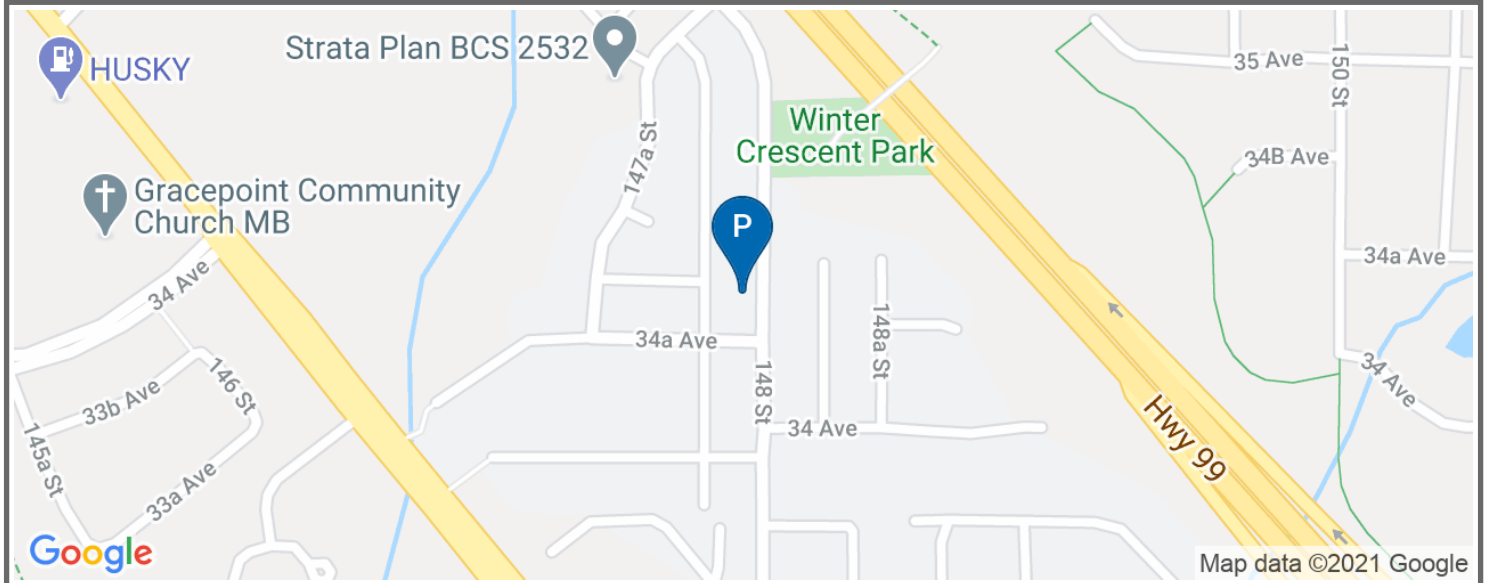 Strata Plan BCS 2532
HUSKY
35 Ave
150 St
Winter
Crescent Park
147a St
34B Ave
Gracepoint Community
Church MB
P
34a Ave
34 Ave
34a Ave
148a St
148 St
34 Ave
146 St
33b Ave
34 Ave
Hwy 99
145a St
33a Ave
Google
Map data ©2021 Google